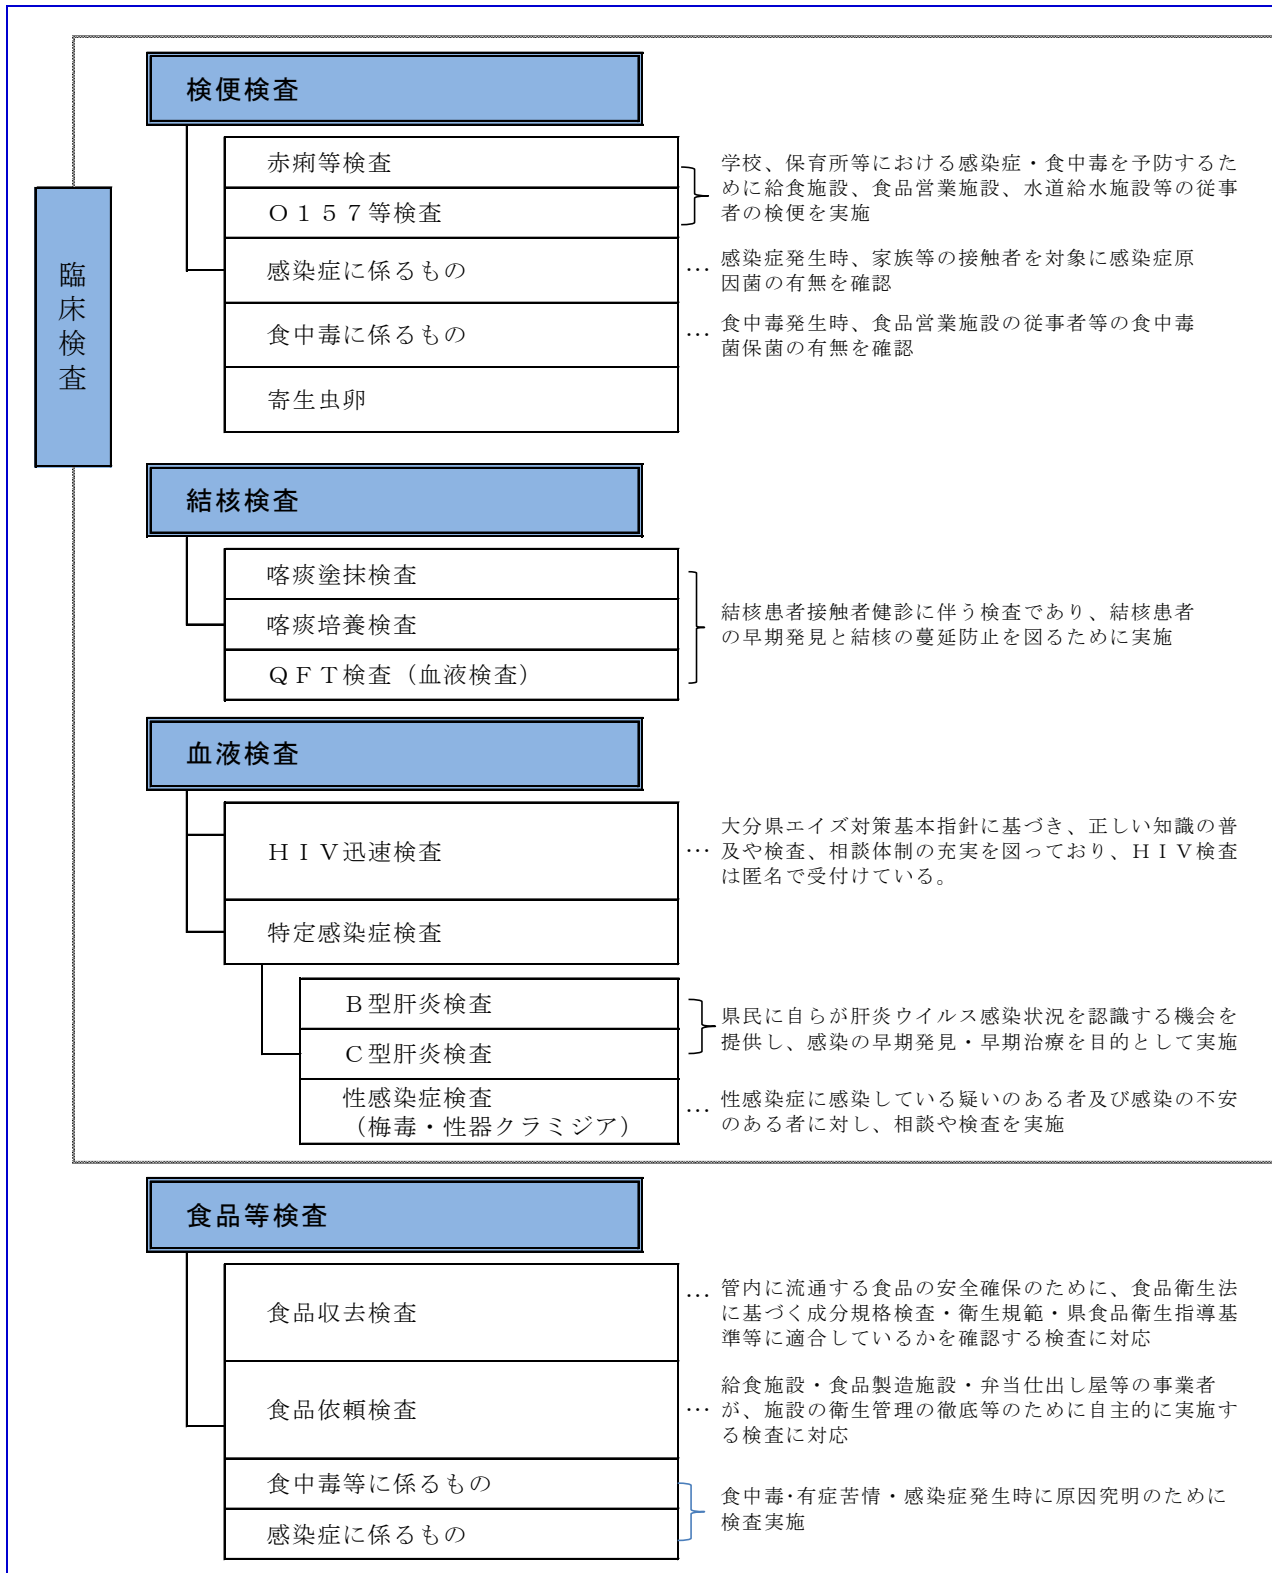 臨床検査
検便検査
赤痢等検査
Ｏ１５７等検査
学校、保育所等における感染症・食中毒を予防するた
めに給食施設、食品営業施設、水道給水施設等の従事
者の検便を実施
感染症に係るもの
… 感染症発生時、家族等の接触者を対象に感染症原
因菌の有無を確認
食中毒に係るもの
… 食中毒発生時、食品営業施設の従事者等の食中毒
菌保菌の有無を確認
寄生虫卵
結核検査
喀痰塗抹検査
喀痰培養検査
ＱＦＴ検査（血液検査）
結核患者接触者健診に伴う検査であり、結核患者
の早期発見と結核の蔓延防止を図るために実施
血液検査
ＨＩＶ迅速検査
大分県エイズ対策基本指針に基づき、正しい知識の普
… 及や検査、相談体制の充実を図っており、ＨＩＶ検査
は匿名で受付けている。
特定感染症検査
Ｂ型肝炎検査
Ｃ型肝炎検査
県民に自らが肝炎ウイルス感染状況を認識する機会を
提供し、感染の早期発見・早期治療を目的として実施
性感染症検査
（梅毒・性器クラミジア）
… 性感染症に感染している疑いのある者及び感染の不安
のある者に対し、相談や検査を実施
食品等検査
食品収去検査
… 管内に流通する食品の安全確保のために、食品衛生法
に基づく成分規格検査・衛生規範・県食品衛生指導基
準等に適合しているかを確認する検査に対応
食品依頼検査
給食施設・食品製造施設・弁当仕出し屋等の事業者
… が、施設の衛生管理の徹底等のために自主的に実施す
る検査に対応
食中毒等に係るもの
感染症に係るもの
食中毒･有症苦情・感染症発生時に原因究明のために
検査実施